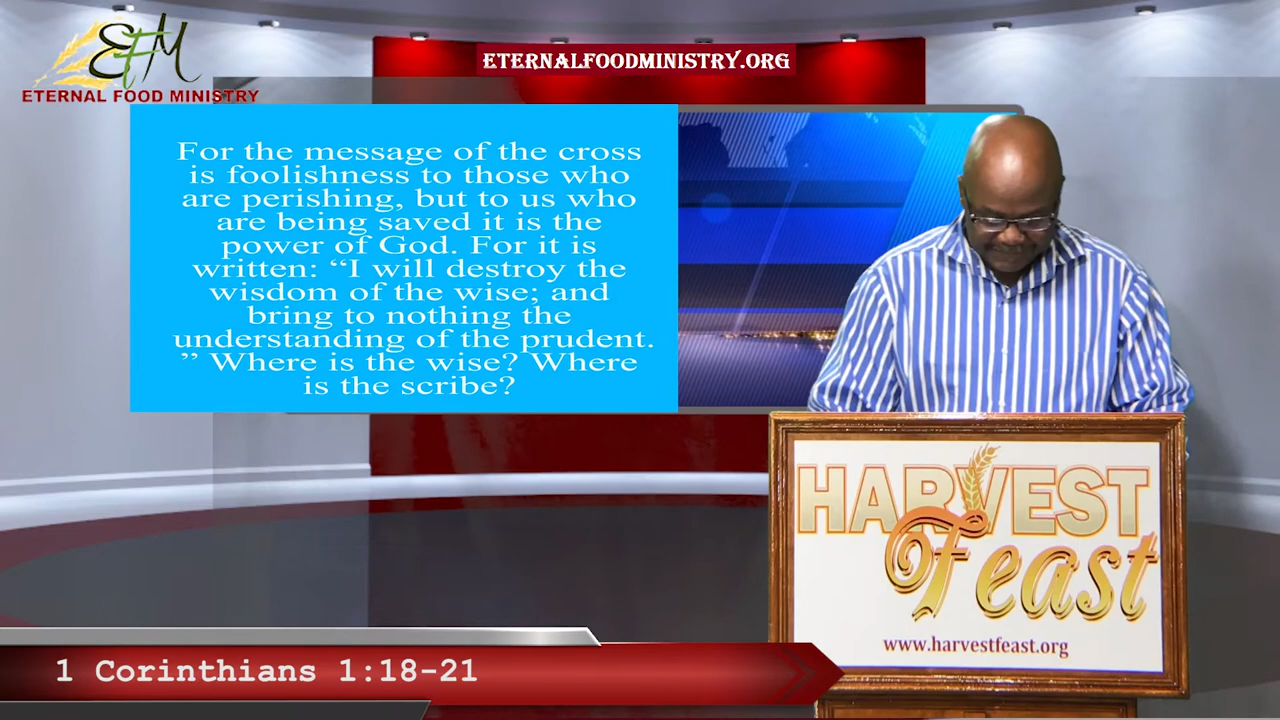 EFM
ETERNAL FOOD MINISTRY
ETERNALFOODMINISTRY.ORG
For the message of the cross
is foolishness to those who
are perishing, but to us who
are being saved it is the
power of God. For it is
written: “I will destroy the
wisdom of the wise; and
bring to nothing the
understanding of the prudent.
” Where is the wise? Where
is the scribe?
HARVEST
Feast
www.harvestfeast.org
1 Corinthians 1:18-21